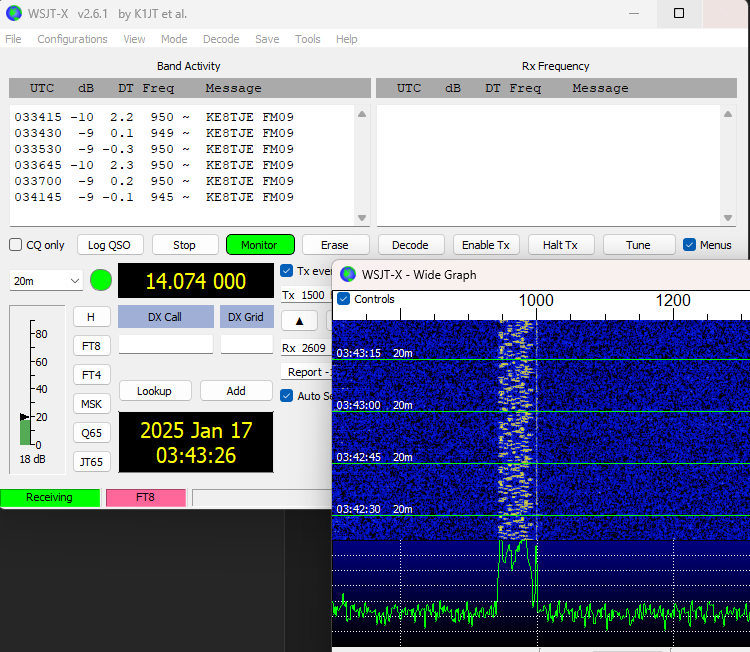 WSJT-X v2.6.1 by K1JT et al.
File Configurations View Mode Decode Save Tools Help
Band Activity
Rx Frequency
UTC dB DT Freq Message
UTC dB DT Freq Message
033415 -10 2.2 950 ~ KE8TJE FM09
033430 -9 0.1 949 ~ KE8TJE FM09
033530 -9 -0.3 950 ~ KE8TJE FM09
033645 -10 2.3 950 ~ KE8TJE FM09
033700 -9 0.2 950 ~ KE8TJE FM09
034145 -9 -0.1 945 ~ KE8TJE FM09
CQ only Log QSO Stop Monitor Erase Decode Enable Tx Halt Tx Tune Menus
20m
14.074 000
Tx eve
Tx 1500
H
DX Call DX Grid
FT8
Rx 2609
Report -
FT4
Lookup Add
Auto Se
MSK
2025 Jan 17
03:43:26
Q65
JT65
-80
-60
-40
-20
-0
18 dB
Receiving FT8
WSJT-X - Wide Graph
Controls
1000 1200
03:43:15 20m
03:43:00 20m
03:42:45 20m
03:42:30 20m